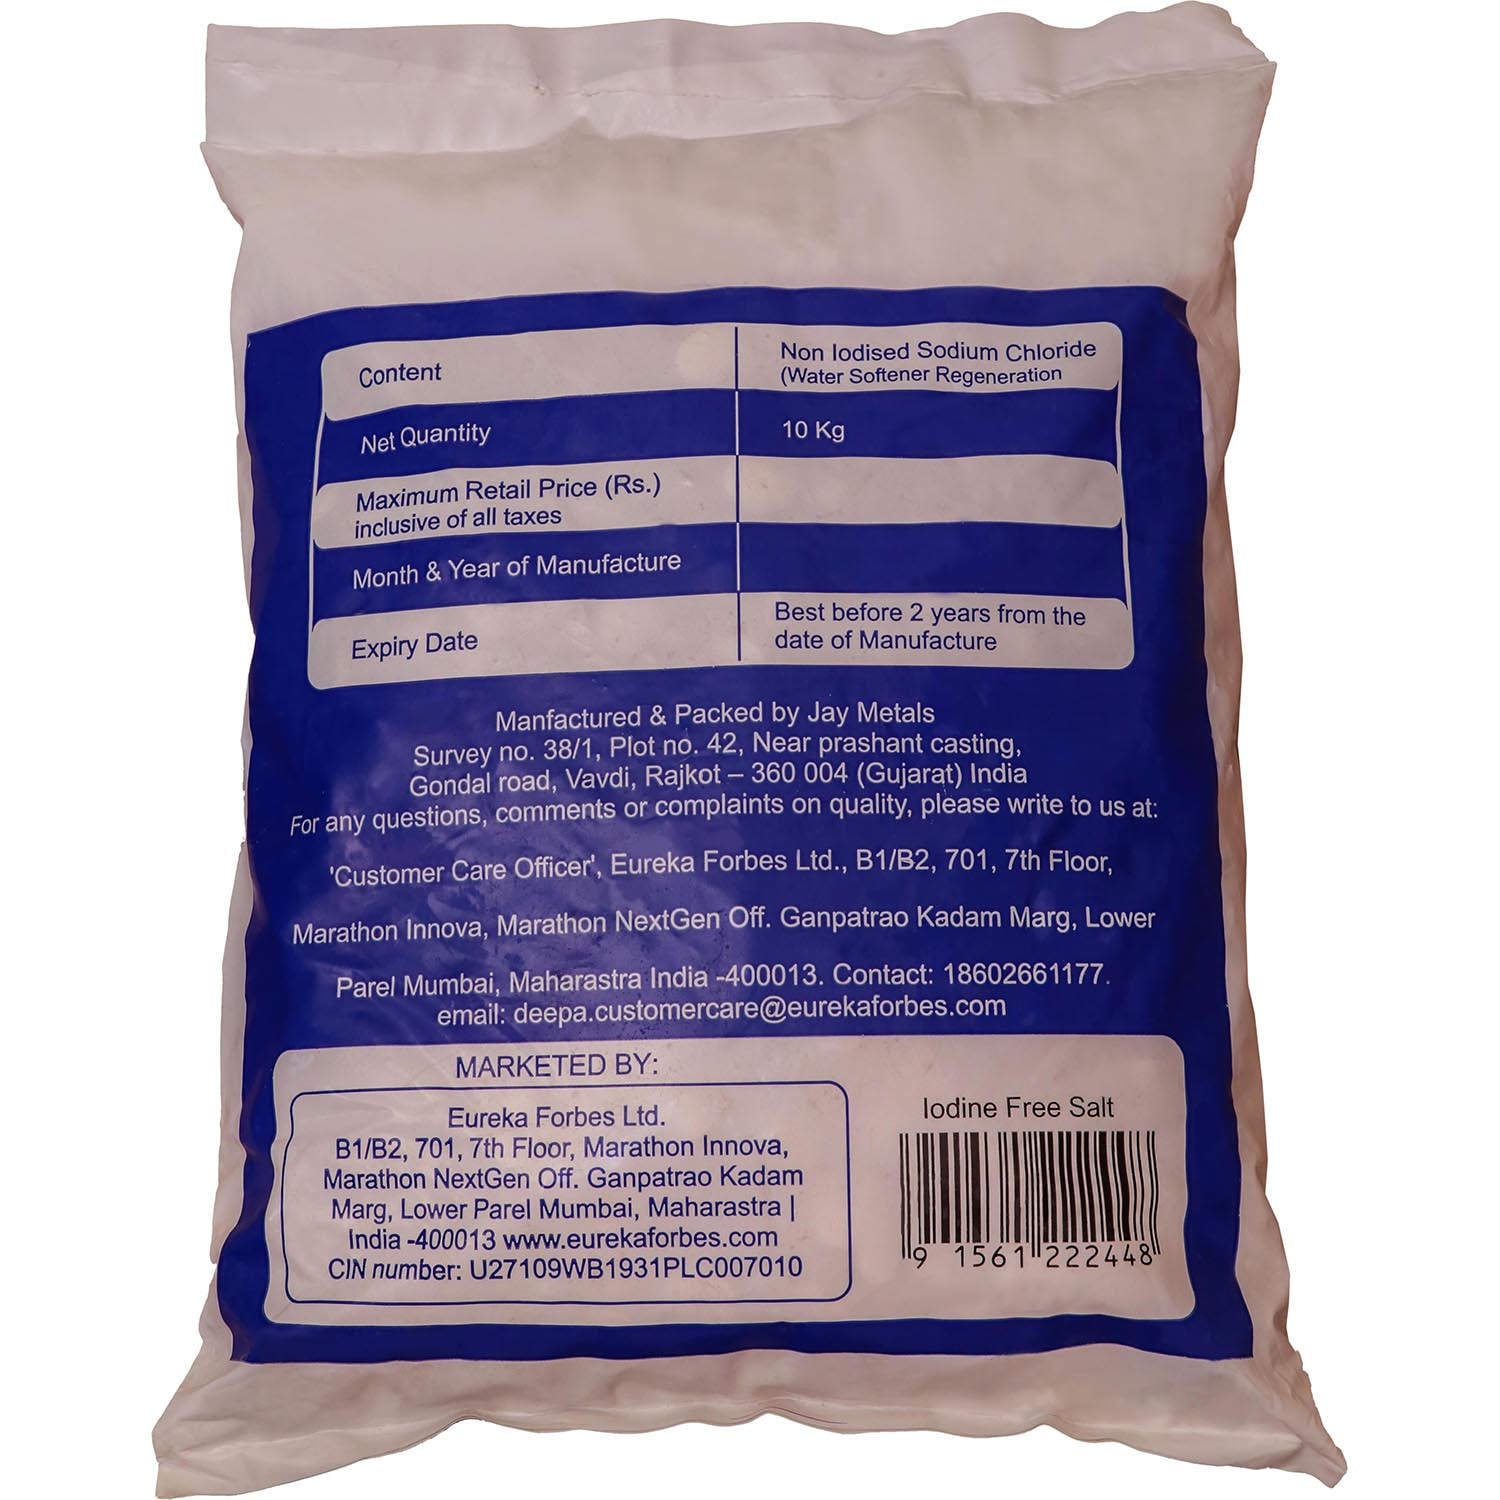 Content
Non Iodised Sodium Chloride
(Water Softener Regeneration
Net Quantity
10 Kg
Maximum Retail Price (Rs.)
inclusive of all taxes
Month & Year of Manufacture
Expiry Date
Best before 2 years from the
date of Manufacture
Manfactured & Packed by Jay Metals
Survey no. 38/1, Plot no. 42, Near prashant casting,
Gondal road, Vavdi, Rajkot – 360 004 (Gujarat) India
For any questions, comments or complaints on quality, please write to us at:
'Customer Care Officer', Eureka Forbes Ltd., B1/B2, 701, 7th Floor,
Marathon Innova, Marathon NextGen Off. Ganpatrao Kadam Marg, Lower
Parel Mumbai, Maharastra India -400013. Contact: 18602661177.
email: deepa.customercare@eurekaforbes.com
MARKETED BY:
Eureka Forbes Ltd.
B1/B2, 701, 7th Floor, Marathon Innova,
Marathon NextGen Off. Ganpatrao Kadam
Marg, Lower Parel Mumbai, Maharastra |
India -400013 www.eurekaforbes.com
CIN number: U27109WB1931PLC007010
Iodine Free Salt
9 1561 222448